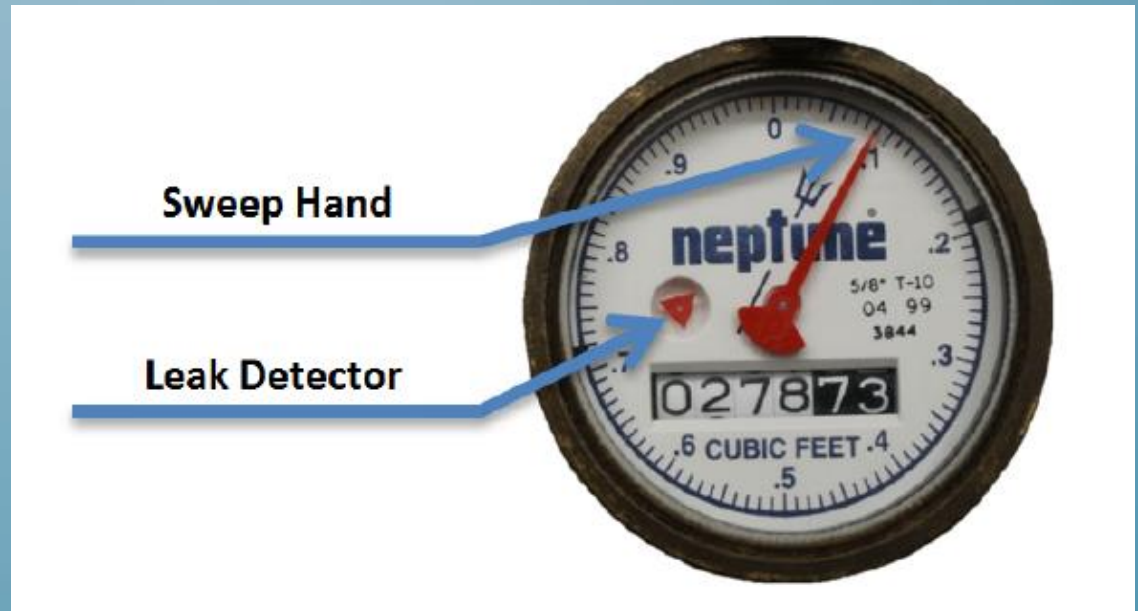 Sweep Hand
Leak Detector
0
.1
.2
.3
.4
.5
.6
.7
.8
.9
neptune®
5/8" T-10
04 99
3844
027873
CUBIC FEET